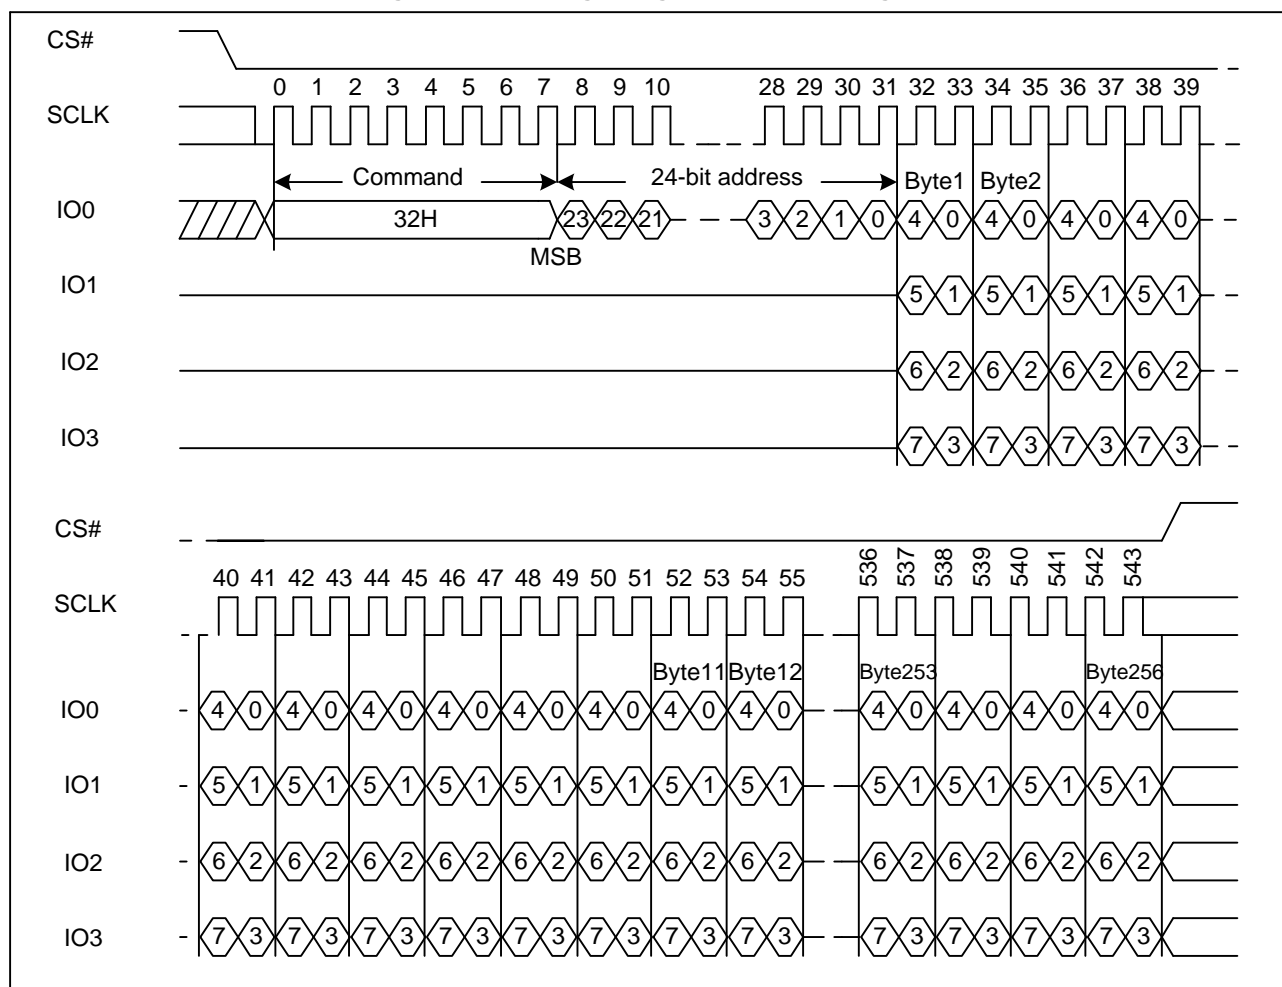 CS#
0 1 2 3 4 5 6 7 8 9 10 28 29 30 31 32 33 34 35 36 37 38 39
SCLK
Command 24-bit address Byte1 Byte2
IO0 32H 23 22 21 3 2 1 0 4 0 4 0 4 0 4 0
MSB
IO1 5 1 5 1 5 1 5 1
IO2 6 2 6 2 6 2 6 2
IO3 7 3 7 3 7 3 7 3
CS#
40 41 42 43 44 45 46 47 48 49 50 51 52 53 54 55 536 537 538 539 540 541 542 543
SCLK
Byte11 Byte12 Byte253 Byte256
IO0 4 0 4 0 4 0 4 0 4 0 4 0 4 0 4 0 4 0 4 0 4 0 4 0
IO1 5 1 5 1 5 1 5 1 5 1 5 1 5 1 5 1 5 1 5 1 5 1 5 1
IO2 6 2 6 2 6 2 6 2 6 2 6 2 6 2 6 2 6 2 6 2 6 2 6 2
IO3 7 3 7 3 7 3 7 3 7 3 7 3 7 3 7 3 7 3 7 3 7 3 7 3